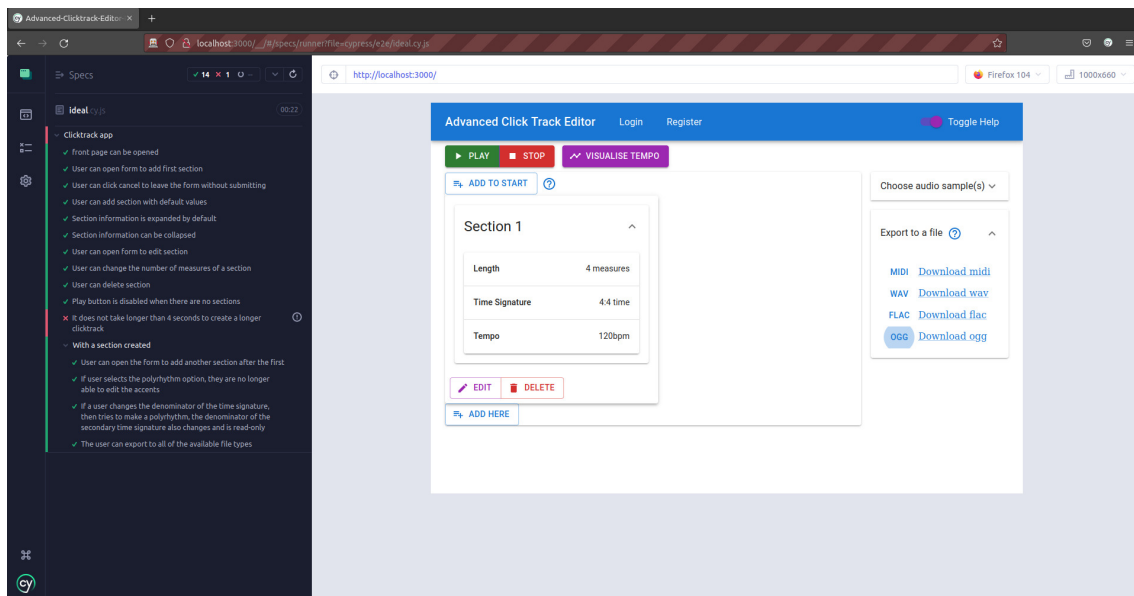 Advanced-Clicktrack-Editor
localhost:3000/__/#/specs/runner?file=cypress/e2e/ideal.cy.js
Specs
14
1
http://localhost:3000/
Firefox 104
1000x660
ideal.cy.js
00:22
Clicktrack app
front page can be opened
User can open form to add first section
User can click cancel to leave the form without submitting
User can add section with default values
Section information is expanded by default
Section information can be collapsed
User can open form to edit section
User can change the number of measures of a section
User can delete section
Play button is disabled when there are no sections
It does not take longer than 4 seconds to create a longer
clicktrack
With a section created
User can open the form to add another section after the first
If user selects the polyrhythm option, they are no longer
able to edit the accents
If a user changes the denominator of the time signature,
then tries to make a polyrhythm, the denominator of the
secondary time signature also changes and is read-only
The user can export to all of the available file types
cy
Advanced Click Track Editor
Login
Register
Toggle Help
PLAY
STOP
VISUALISE TEMPO
ADD TO START
Section 1
Length 4 measures
Time Signature 4:4 time
Tempo 120bpm
EDIT
DELETE
ADD HERE
Choose audio sample(s)
Export to a file
MIDI Download midi
WAV Download wav
FLAC Download flac
OGG Download ogg